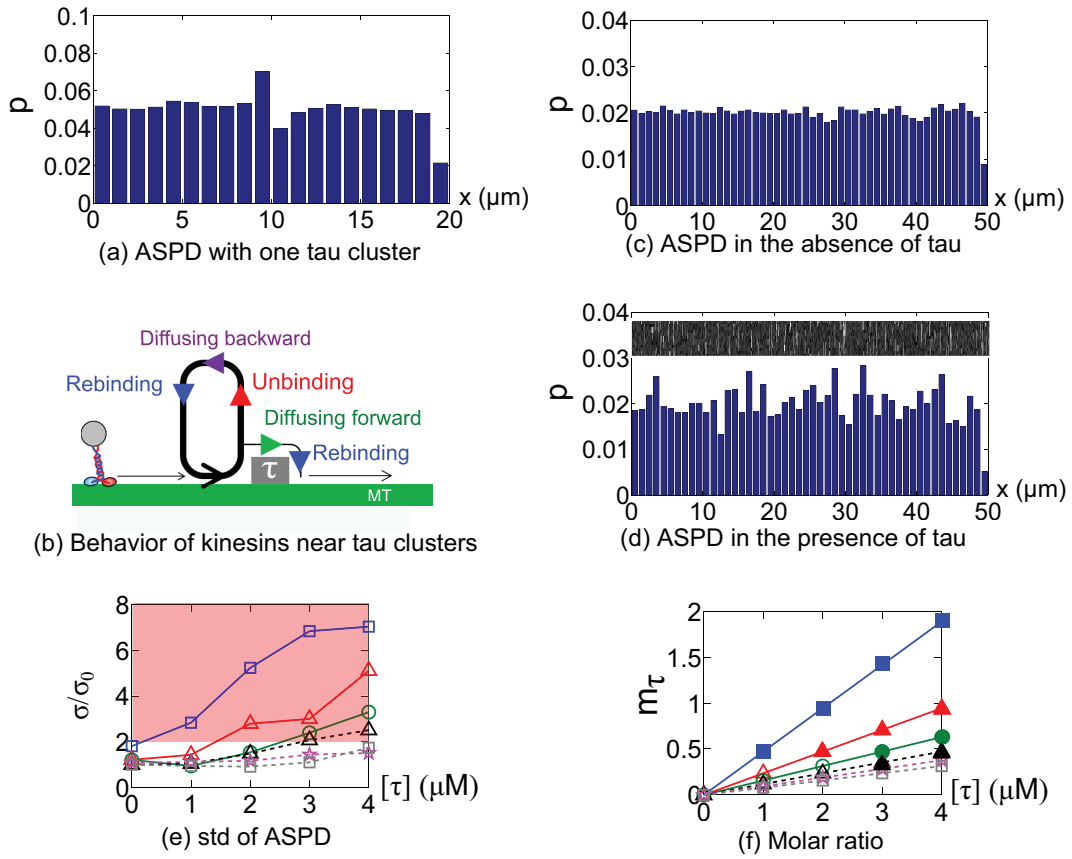 0.1
0.08
0.06
0.04
0.02
0
p
0 5 10 15 20
x (μm)
(a) ASPD with one tau cluster
0.04
0.03
0.02
0.01
0
p
0 10 20 30 40 50
x (μm)
(c) ASPD in the absence of tau
Diffusing backward
Rebinding
Unbinding
Diffusing forward
Rebinding
τ
MT
(b) Behavior of kinesins near tau clusters
0.04
0.03
0.02
0.01
0
p
0 10 20 30 40 50
x (μm)
(d) ASPD in the presence of tau
8
6
4
2
0
σ/σ0
0 1 2 3 4
[τ] (μM)
(e) std of ASPD
2
1.5
1
0.5
0
mτ
0 1 2 3 4
[τ] (μM)
(f) Molar ratio